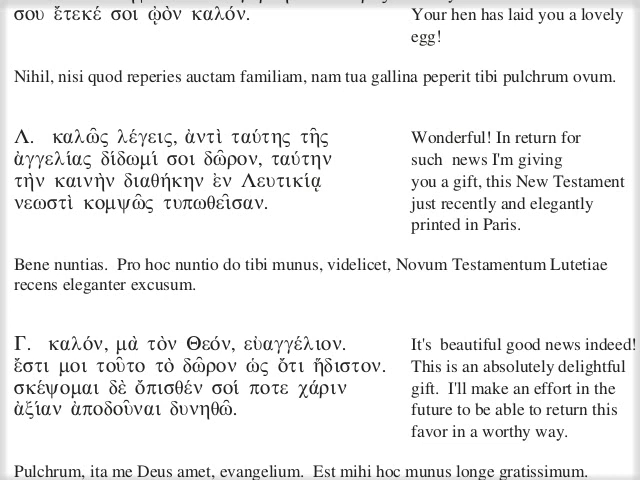 σου ἔτεκέ σοι ᾠὸν καλόν.
Your hen has laid you a lovely
egg!
Nihil, nisi quod reperies auctam familiam, nam tua gallina peperit tibi pulchrum ovum.
Λ. καλῶς λέγεις, ἀντὶ ταύτης τῆς
ἀγγελίας δίδωμί σοι δῶρον, ταύτην
τὴν καινὴν διαθήκην ἐν Λευτικίᾳ
νεωστὶ κομψῶς τυπωθεῖσαν.
Wonderful! In return for
such news I'm giving
you a gift, this New Testament
just recently and elegantly
printed in Paris.
Bene nuntias. Pro hoc nuntio do tibi munus, videlicet, Novum Testamentum Lutetiae
recens eleganter excusum.
Γ. καλόν, μὰ τὸν Θεόν, εὐαγγέλιον.
ἔστι μοι τοῦτο τὸ δῶρον ὡς ὅτι ἥδιστον.
σκέψομαι δὲ ὄπισθέν σοί ποτε χάριν
ἀξίαν ἀποδοῦναι δυνηθῶ.
It's beautiful good news indeed!
This is an absolutely delightful
gift. I'll make an effort in the
future to be able to return this
favor in a worthy way.
Pulchrum, ita me Deus amet, evangelium. Est mihi hoc munus longe gratissimum.